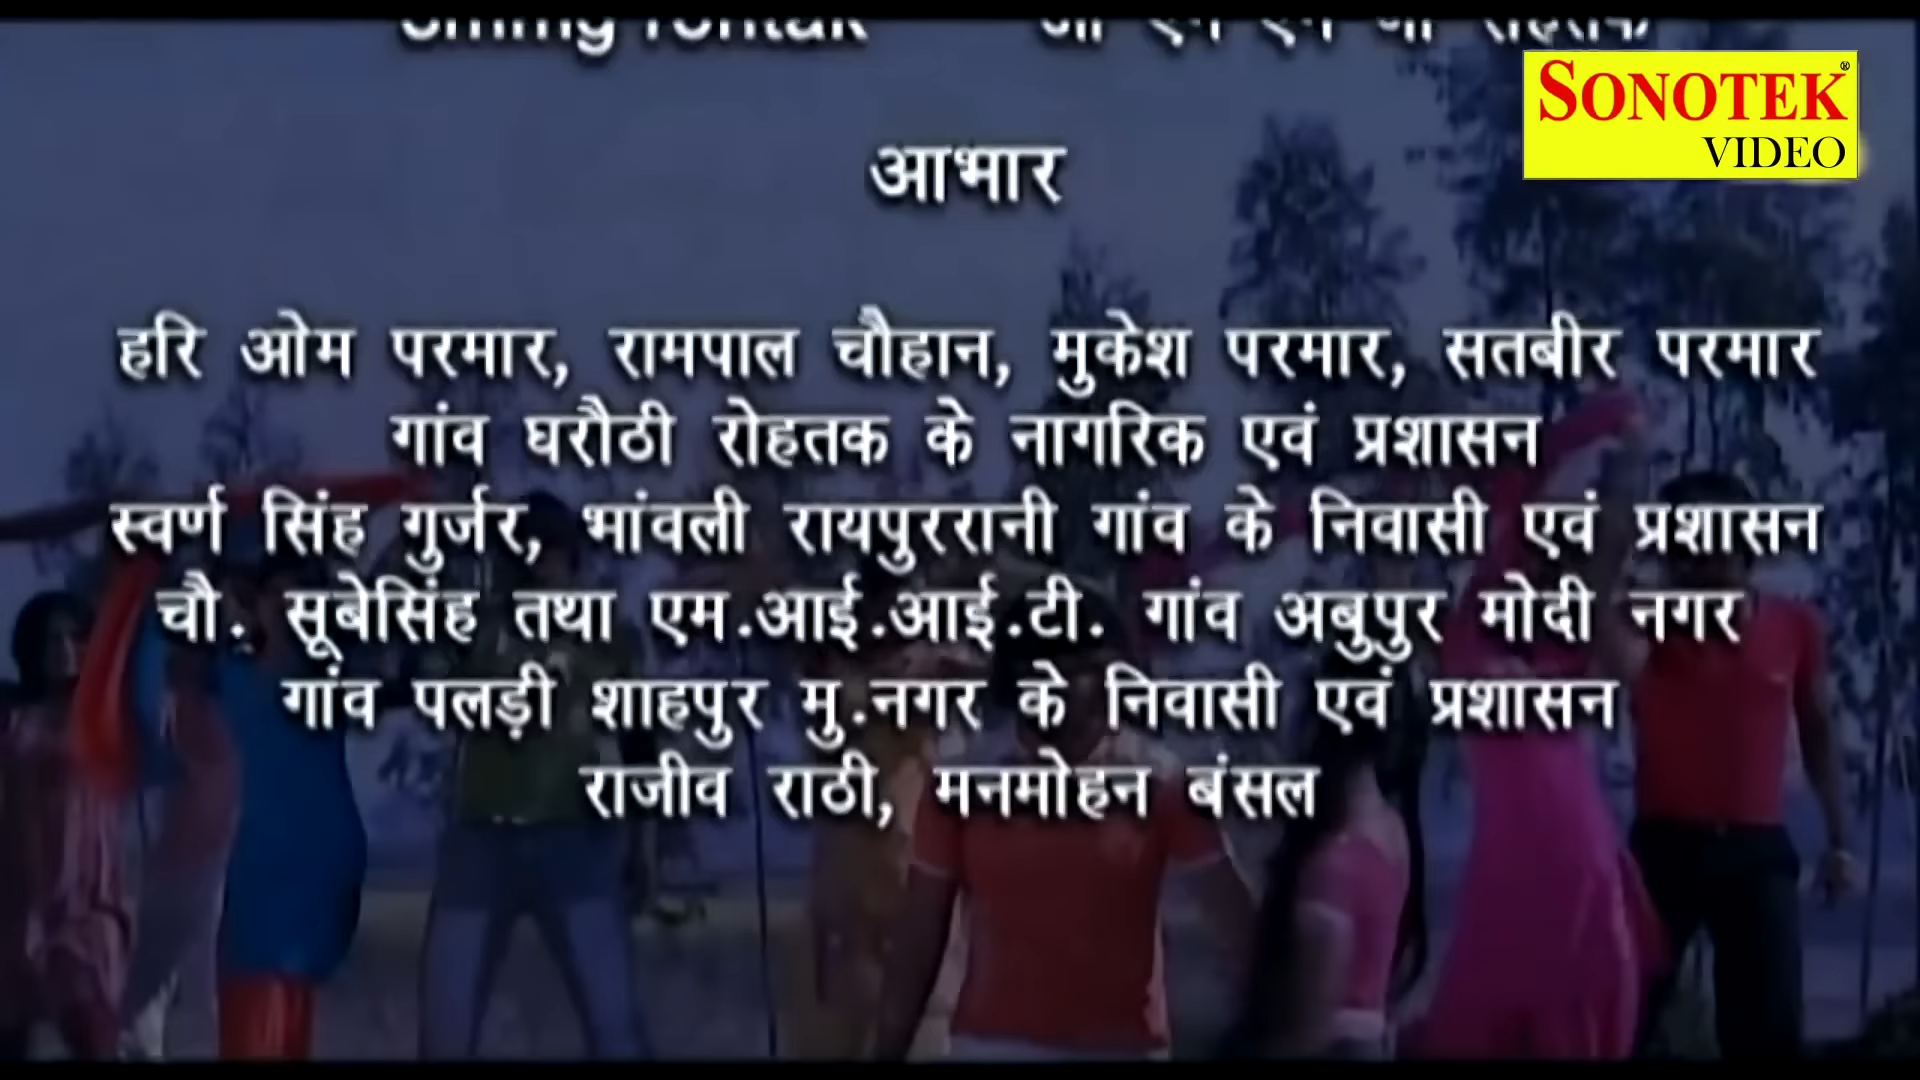 SONOTEK®
VIDEO
आभार
हरि ओम परमार, रामपाल चौहान, मुकेश परमार, सतबीर परमार
गांव घरौठी रोहतक के नागरिक एवं प्रशासन
स्वर्ण सिंह गुर्जर, भांवली रायपुररानी गांव के निवासी एवं प्रशासन
चौ. सूबेसिंह तथा एम.आई.आई.टी. गांव अबुपुर मोदी नगर
गांव पलड़ी शाहपुर मु.नगर के निवासी एवं प्रशासन
राजीव राठी, मनमोहन बंसल